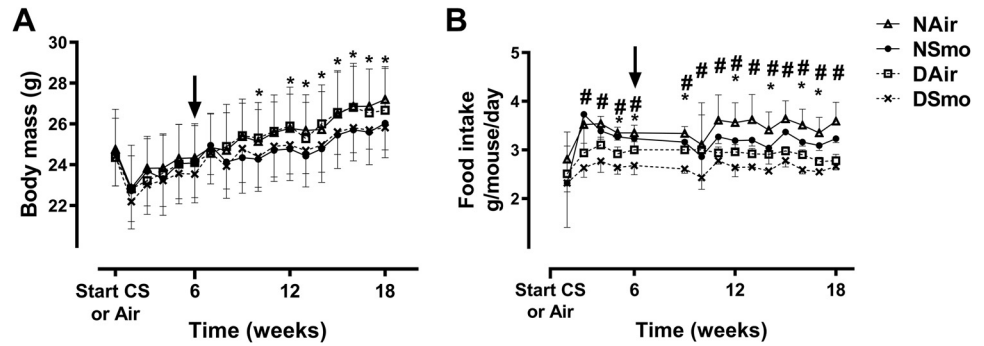 A
B
Body mass (g)
30
28
26
24
22
* * * * * * * *
Start CS
or Air
6
12
18
Time (weeks)
Food intake
g/mouse/day
5
4
3
2
# # # # # # # # # # # # # #
* * * * * * *
Start CS
or Air
6
12
18
Time (weeks)
NAir
NSmo
DAir
DSmo